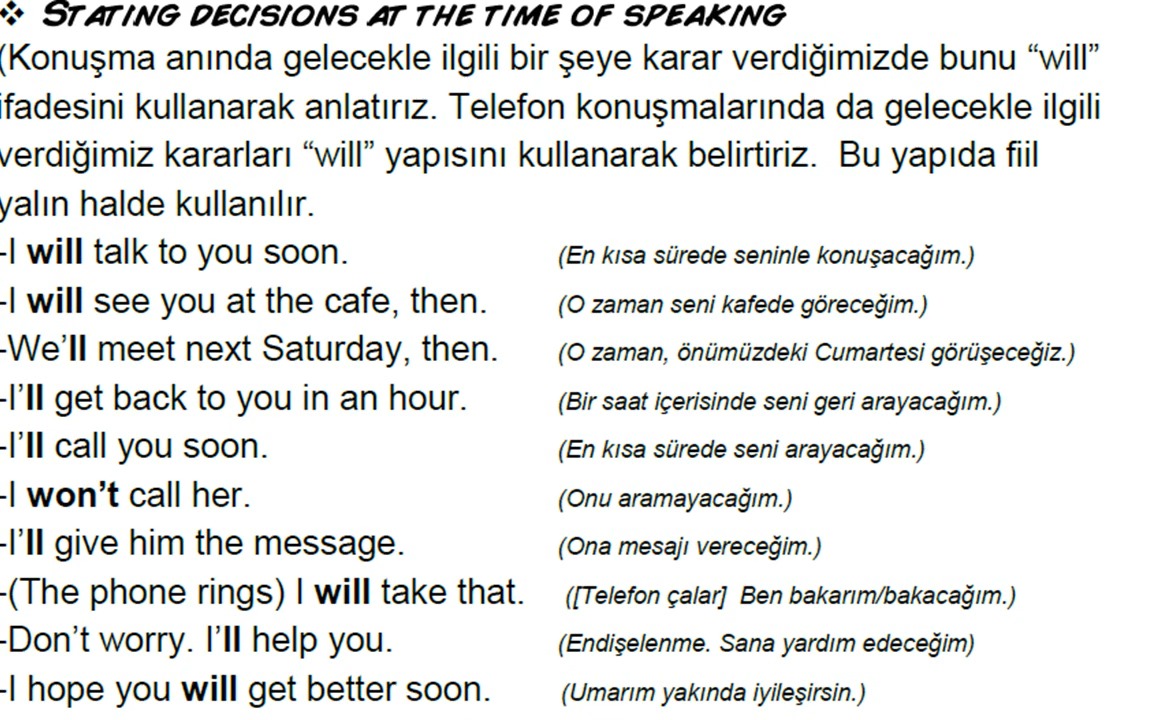 ❖ STATING DECISIONS AT THE TIME OF SPEAKING
(Konuşma anında gelecekle ilgili bir şeye karar verdiğimizde bunu “will”
ifadesini kullanarak anlatırız. Telefon konuşmalarında da gelecekle ilgili
verdiğimiz kararları “will” yapısını kullanarak belirtiriz.  Bu yapıda fiil
yalın halde kullanılır.
-I will talk to you soon. (En kısa sürede seninle konuşacağım.)
-I will see you at the cafe, then. (O zaman seni kafede göreceğim.)
-We’ll meet next Saturday, then. (O zaman, önümüzdeki Cumartesi görüşeceğiz.)
-I’ll get back to you in an hour. (Bir saat içerisinde seni geri arayacağım.)
-I’ll call you soon. (En kısa sürede seni arayacağım.)
-I won’t call her. (Onu aramayacağım.)
-I’ll give him the message. (Ona mesajı vereceğim.)
-(The phone rings) I will take that. ([Telefon çalar]  Ben bakarım/bakacağım.)
-Don’t worry. I’ll help you. (Endişelenme. Sana yardım edeceğim)
-I hope you will get better soon. (Umarım yakında iyileşirsin.)